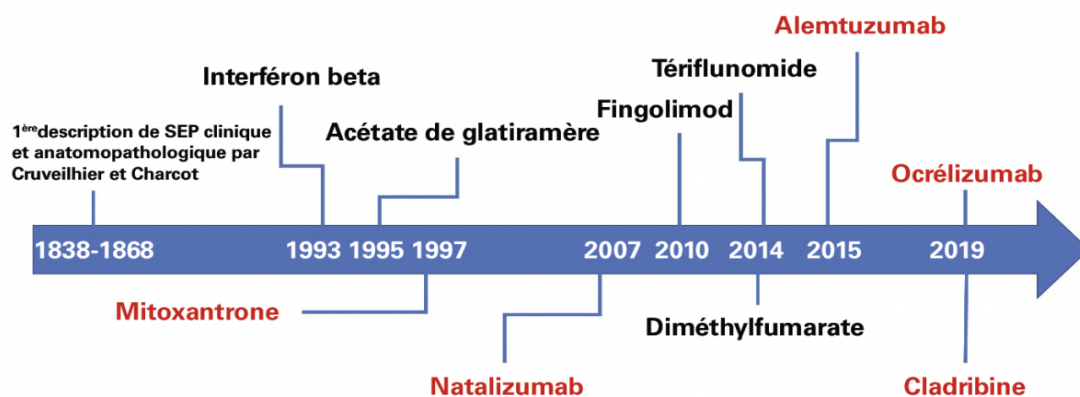 Alemtuzumab
Interféron beta
Tériflunomide
Fingolimod
1ère description de SEP clinique
et anatomopathologique par
Cruveilhier et Charcot
Acétate de glatiramère
Ocrélizumab
1838-1868 1993 1995 1997 2007 2010 2014 2015 2019
Mitoxantrone
Diméthylfumarate
Natalizumab
Cladribine